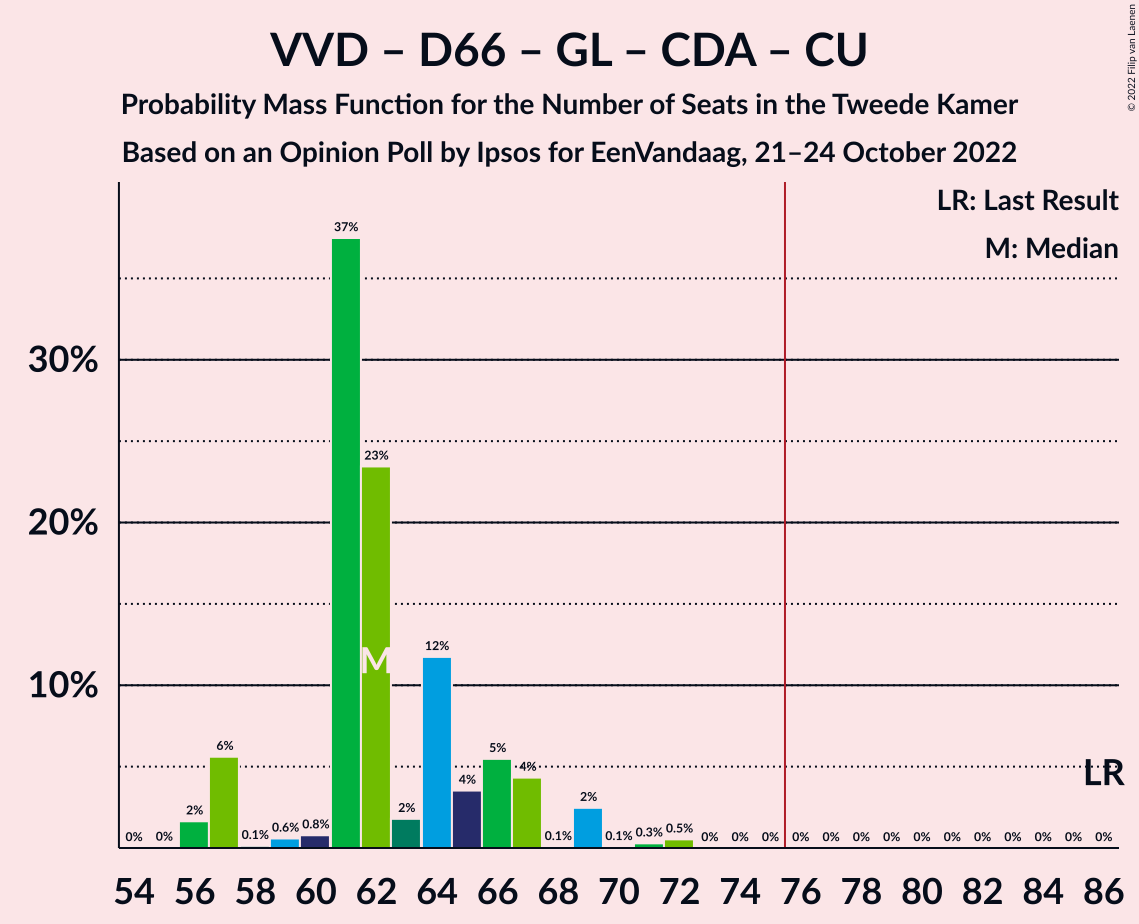 VVD – D66 – GL – CDA – CU
Probability Mass Function for the Number of Seats in the Tweede Kamer
Based on an Opinion Poll by Ipsos for EenVandaag, 21–24 October 2022
© 2022 Filip van Laenen
LR: Last Result
M: Median
30%
20%
10%
0% 0% 2% 6% 0.1% 0.6% 0.8% 37% 23% 2% 12% 4% 5% 4% 0.1% 2% 0.1% 0.3% 0.5% 0% 0% 0% 0% 0% 0% 0% 0% 0% 0% 0% 0% 0% 0%
M
LR
54 56 58 60 62 64 66 68 70 72 74 76 78 80 82 84 86